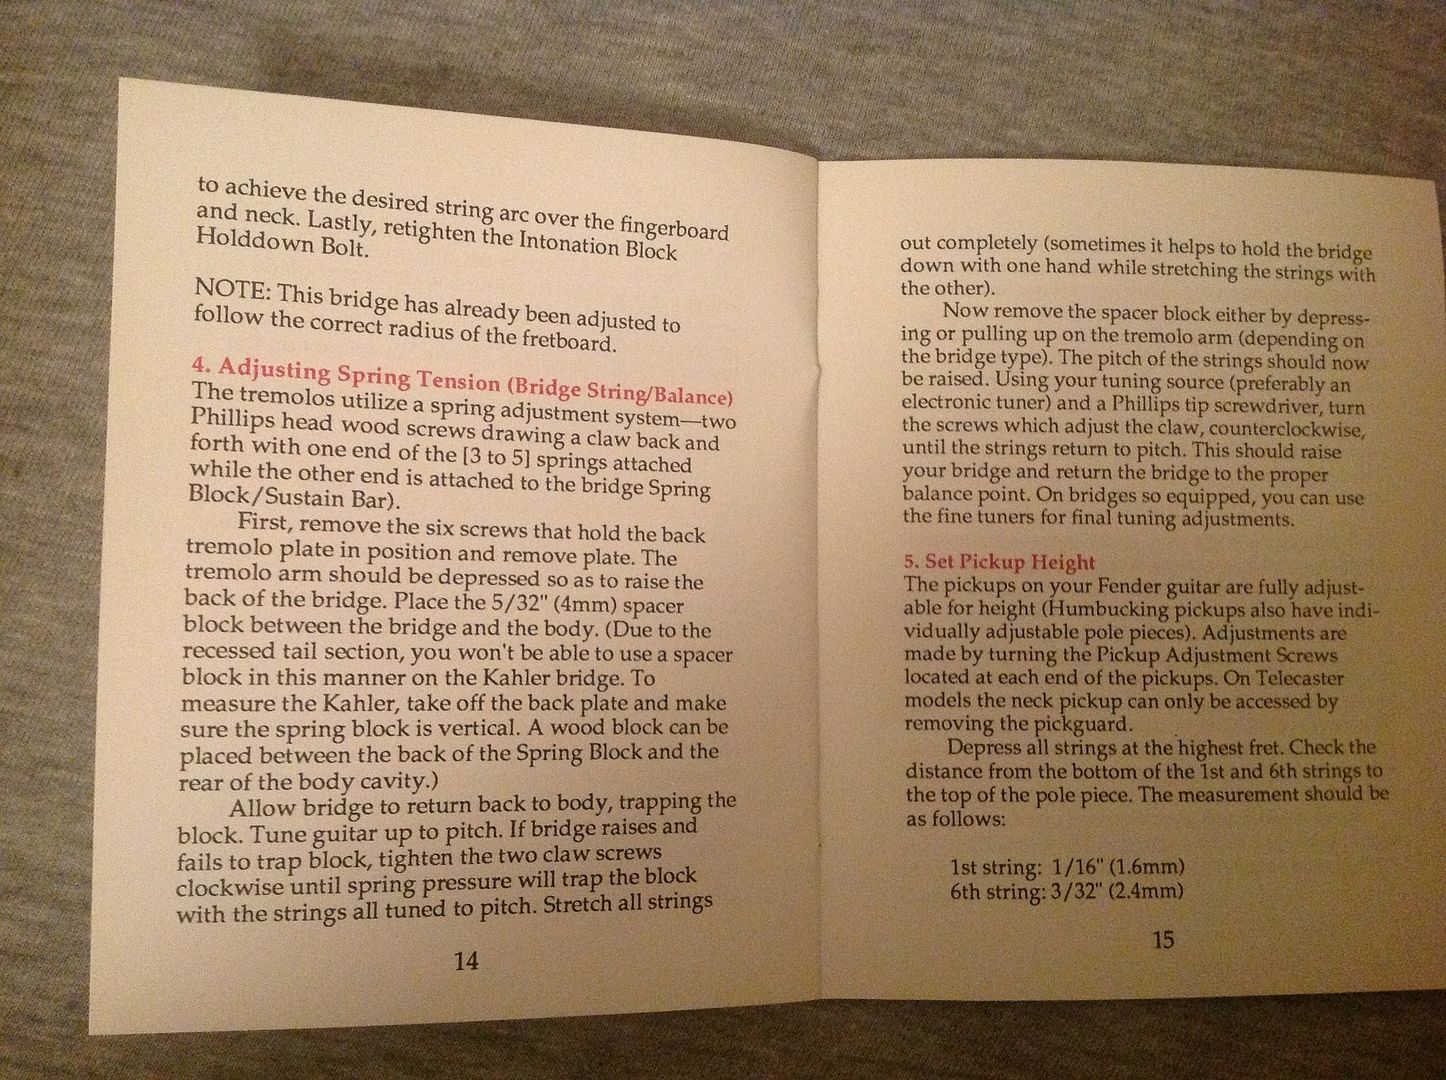 to achieve the desired string arc over the fingerboard
and neck. Lastly, retighten the Intonation Block
Holddown Bolt.
NOTE: This bridge has already been adjusted to
follow the correct radius of the fretboard.
4. Adjusting Spring Tension (Bridge String/Balance)
The tremolos utilize a spring adjustment system—two
Phillips head wood screws drawing a claw back and
forth with one end of the [3 to 5] springs attached
while the other end is attached to the bridge Spring
Block/Sustain Bar).
First, remove the six screws that hold the back
tremolo plate in position and remove plate. The
tremolo arm should be depressed so as to raise the
back of the bridge. Place the 5/32" (4mm) spacer
block between the bridge and the body. (Due to the
recessed tail section, you won't be able to use a spacer
block in this manner on the Kahler bridge. To
measure the Kahler, take off the back plate and make
sure the spring block is vertical. A wood block can be
placed between the back of the Spring Block and the
rear of the body cavity.)
Allow bridge to return back to body, trapping the
block. Tune guitar up to pitch. If bridge raises and
fails to trap block, tighten the two claw screws
clockwise until spring pressure will trap the block
with the strings all tuned to pitch. Stretch all strings
14
out completely (sometimes it helps to hold the bridge
down with one hand while stretching the strings with
the other).
Now remove the spacer block either by depress-
ing or pulling up on the tremolo arm (depending on
the bridge type). The pitch of the strings should now
be raised. Using your tuning source (preferably an
electronic tuner) and a Phillips tip screwdriver, turn
the screws which adjust the claw, counterclockwise,
until the strings return to pitch. This should raise
your bridge and return the bridge to the proper
balance point. On bridges so equipped, you can use
the fine tuners for final tuning adjustments.
5. Set Pickup Height
The pickups on your Fender guitar are fully adjust-
able for height (Humbucking pickups also have indi-
vidually adjustable pole pieces). Adjustments are
made by turning the Pickup Adjustment Screws
located at each end of the pickups. On Telecaster
models the neck pickup can only be accessed by
removing the pickguard.
Depress all strings at the highest fret. Check the
distance from the bottom of the 1st and 6th strings to
the top of the pole piece. The measurement should be
as follows:
1st string: 1/16" (1.6mm)
6th string: 3/32" (2.4mm)
15